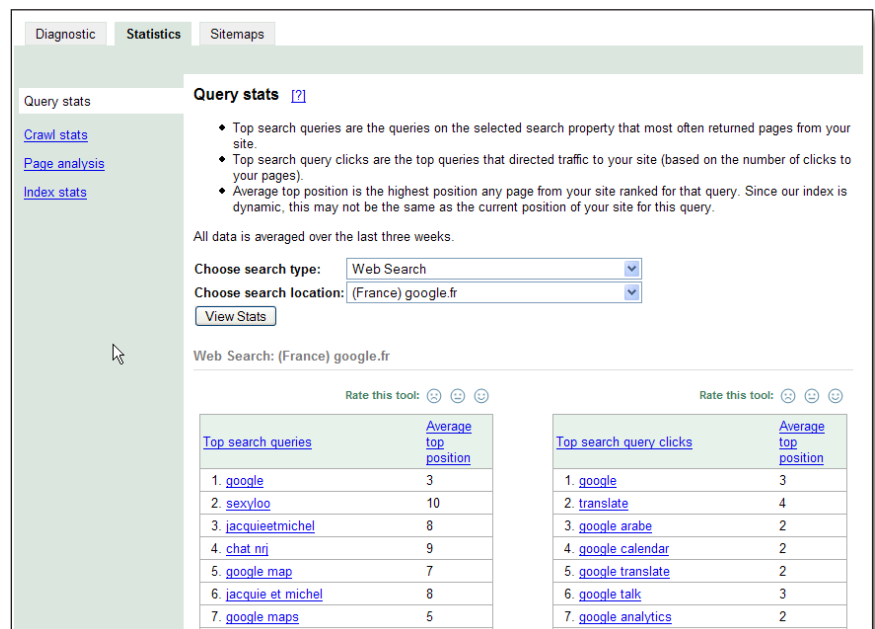 Diagnostic Statistics Sitemaps
Query stats
Crawl stats
Page analysis
Index stats
Query stats [?]
Top search queries are the queries on the selected search property that most often returned pages from your
site.
Top search query clicks are the top queries that directed traffic to your site (based on the number of clicks to
your pages).
Average top position is the highest position any page from your site ranked for that query. Since our index is
dynamic, this may not be the same as the current position of your site for this query.
All data is averaged over the last three weeks.
Choose search type: Web Search
Choose search location: (France) google.fr
View Stats
Web Search: (France) google.fr
Rate this tool:
Top search queries
Average
top
position
1. google 3
2. sexyloo 10
3. jacquieetmichel 8
4. chat nrj 9
5. google map 7
6. jacquie et michel 8
7. google maps 5
Rate this tool:
Top search query clicks
Average
top
position
1. google 3
2. translate 4
3. google arabe 2
4. google calendar 2
5. google translate 2
6. google talk 3
7. google analytics 2